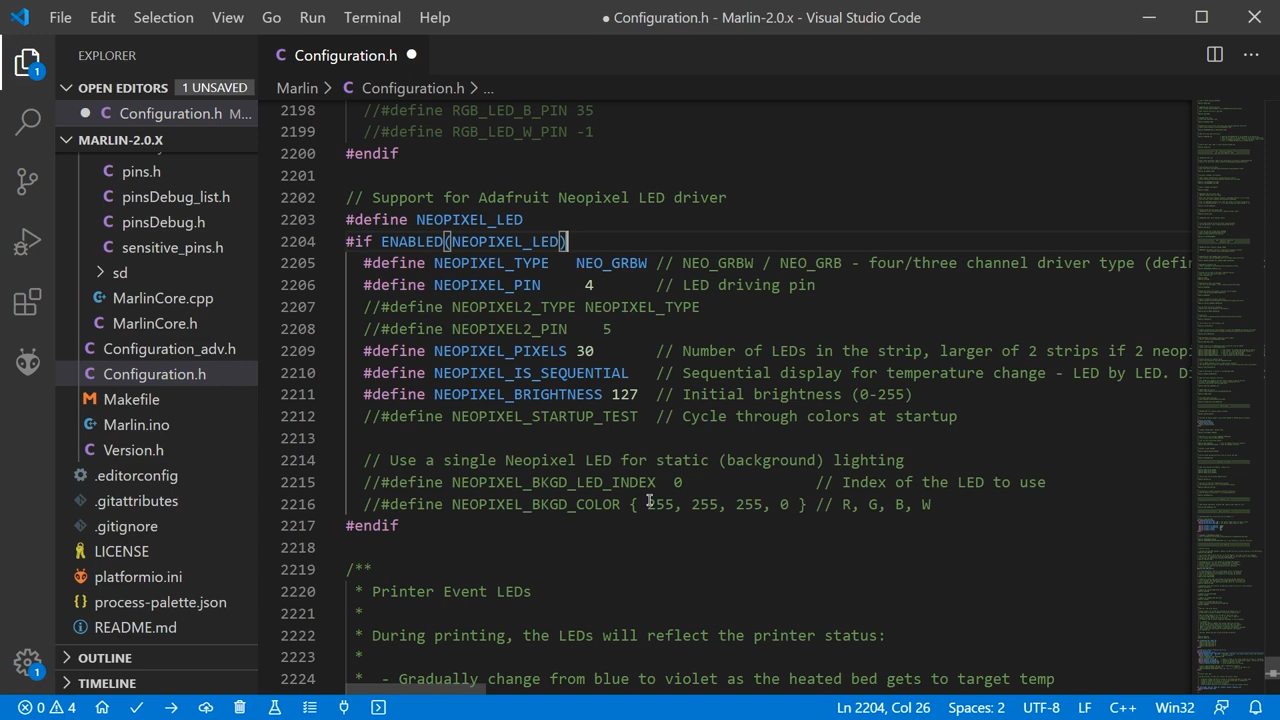 File Edit Selection View Go Run Terminal Help
● Configuration.h - Marlin-2.0.x - Visual Studio Code
EXPLORER
OPEN EDITORS 1 UNSAVED
Configuration.h M...
MARLIN-2.0.X
pins.h
pinsDebug_list.h
pinsDebug.h
sensitive_pins.h
sd
MarlinCore.cpp
MarlinCore.h
Configuration_adv.h
Configuration.h
Makefile
Marlin.ino
Version.h
.editorconfig
.gitattributes
.gitignore
LICENSE
platformio.ini
process-palette.json
README.md
OUTLINE
TIMELINE
1
1
C Configuration.h
Marlin > C Configuration.h > ...
2198 //#define RGB_LED_B_PIN 35
2199 //#define RGB_LED_W_PIN -1
2200 #endif
2201
2202 // Support for Adafruit Neopixel LED driver
2203 #define NEOPIXEL_LED
2204 #if ENABLED(NEOPIXEL_LED)
2205 #define NEOPIXEL_TYPE NEO_GRBW // NEO_GRBW / NEO_GRB - four/three channel driver type (defi
2206 #define NEOPIXEL_PIN 4 // LED driving pin
2207 //#define NEOPIXEL2_TYPE NEOPIXEL_TYPE
2208 //#define NEOPIXEL2_PIN 5
2209 #define NEOPIXEL_PIXELS 30 // Number of LEDs in the strip, larger of 2 strips if 2 neopi
2210 #define NEOPIXEL_IS_SEQUENTIAL // Sequential display for temperature change - LED by LED. D
2211 #define NEOPIXEL_BRIGHTNESS 127 // Initial brightness (0-255)
2212 //#define NEOPIXEL_STARTUP_TEST // Cycle through colors at startup
2213
2214 // Use a single Neopixel LED for static (background) lighting
2215 //#define NEOPIXEL_BKGD_LED_INDEX 0 // Index of the LED to use
2216 //#define NEOPIXEL_BKGD_COLOR { 255, 255, 255, 0 } // R, G, B, W
2217 #endif
2218
2219 /**
2220 * Printer Event LEDs
2221 *
2222 * During printing, the LEDs will reflect the printer status:
2223 *
2224 * - Gradually change from blue to violet as the heated bed gets to target temp
0 4 Ln 2204, Col 26 Spaces: 2 UTF-8 LF C++ Win32